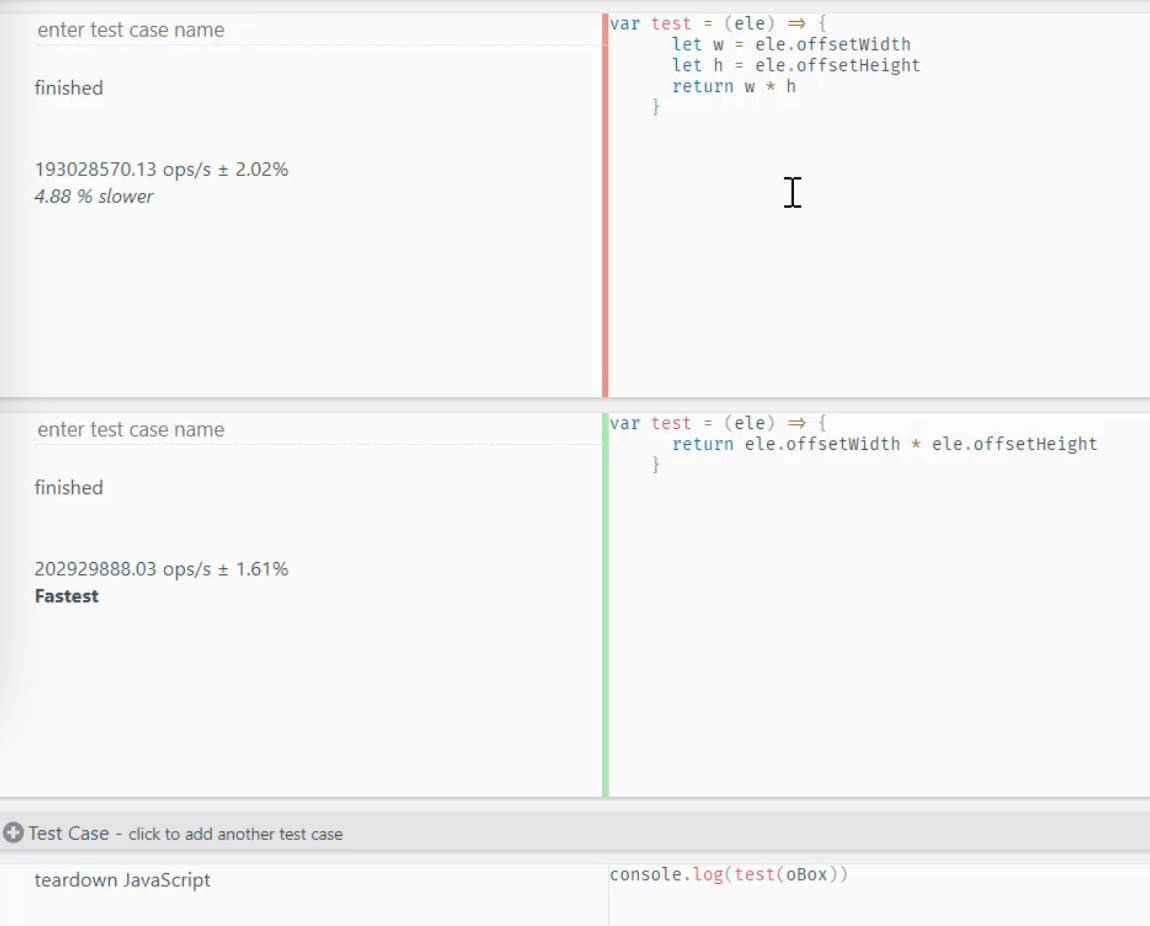 enter test case name
finished
193028570.13 ops/s ± 2.02%
4.88 % slower
var test = (ele) => {
let w = ele.offsetWidth
let h = ele.offsetHeight
return w * h
}
enter test case name
finished
202929888.03 ops/s ± 1.61%
Fastest
var test = (ele) => {
return ele.offsetWidth * ele.offsetHeight
}
Test Case - click to add another test case
teardown JavaScript
console.log(test(oBox))